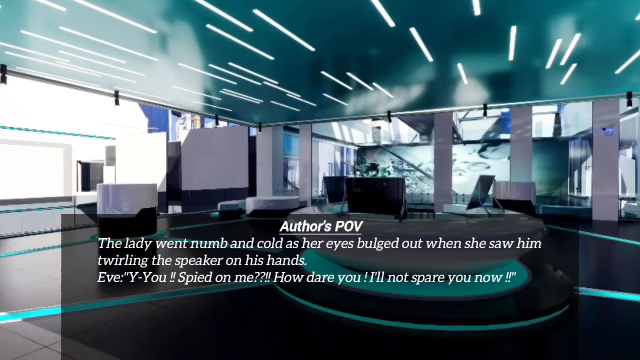 Author's POV
The lady went numb and cold as her eyes bulged out when she saw him
twirling the speaker on his hands.
Eve:"Y-You !! Spied on me??!! How dare you ! I'll not spare you now !!"